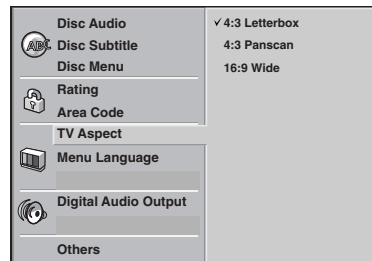 Disc Audio
ABC Disc Subtitle
Disc Menu
Rating
Area Code
TV Aspect
Menu Language
Digital Audio Output
Others
✓ 4:3 Letterbox
4:3 Panscan
16:9 Wide